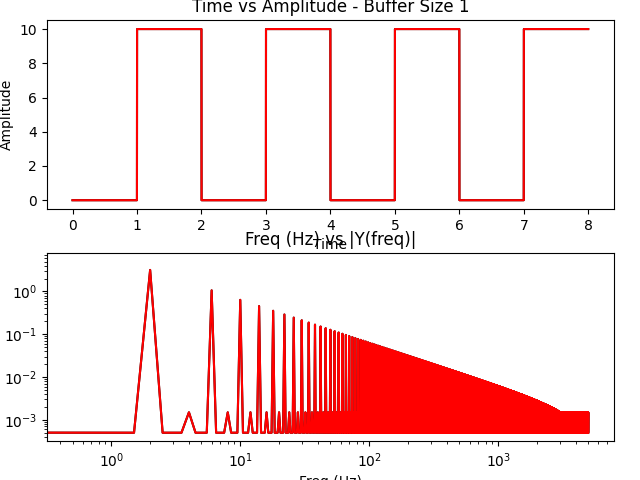 Time vs Amplitude - Buffer Size 1
Amplitude
10
8
6
4
2
0
0 1 2 3 4 5 6 7 8
Time
Freq (Hz) vs |Y(freq)|
10⁰
10⁻¹
10⁻²
10⁻³
10⁰ 10¹ 10² 10³
Freq (Hz)